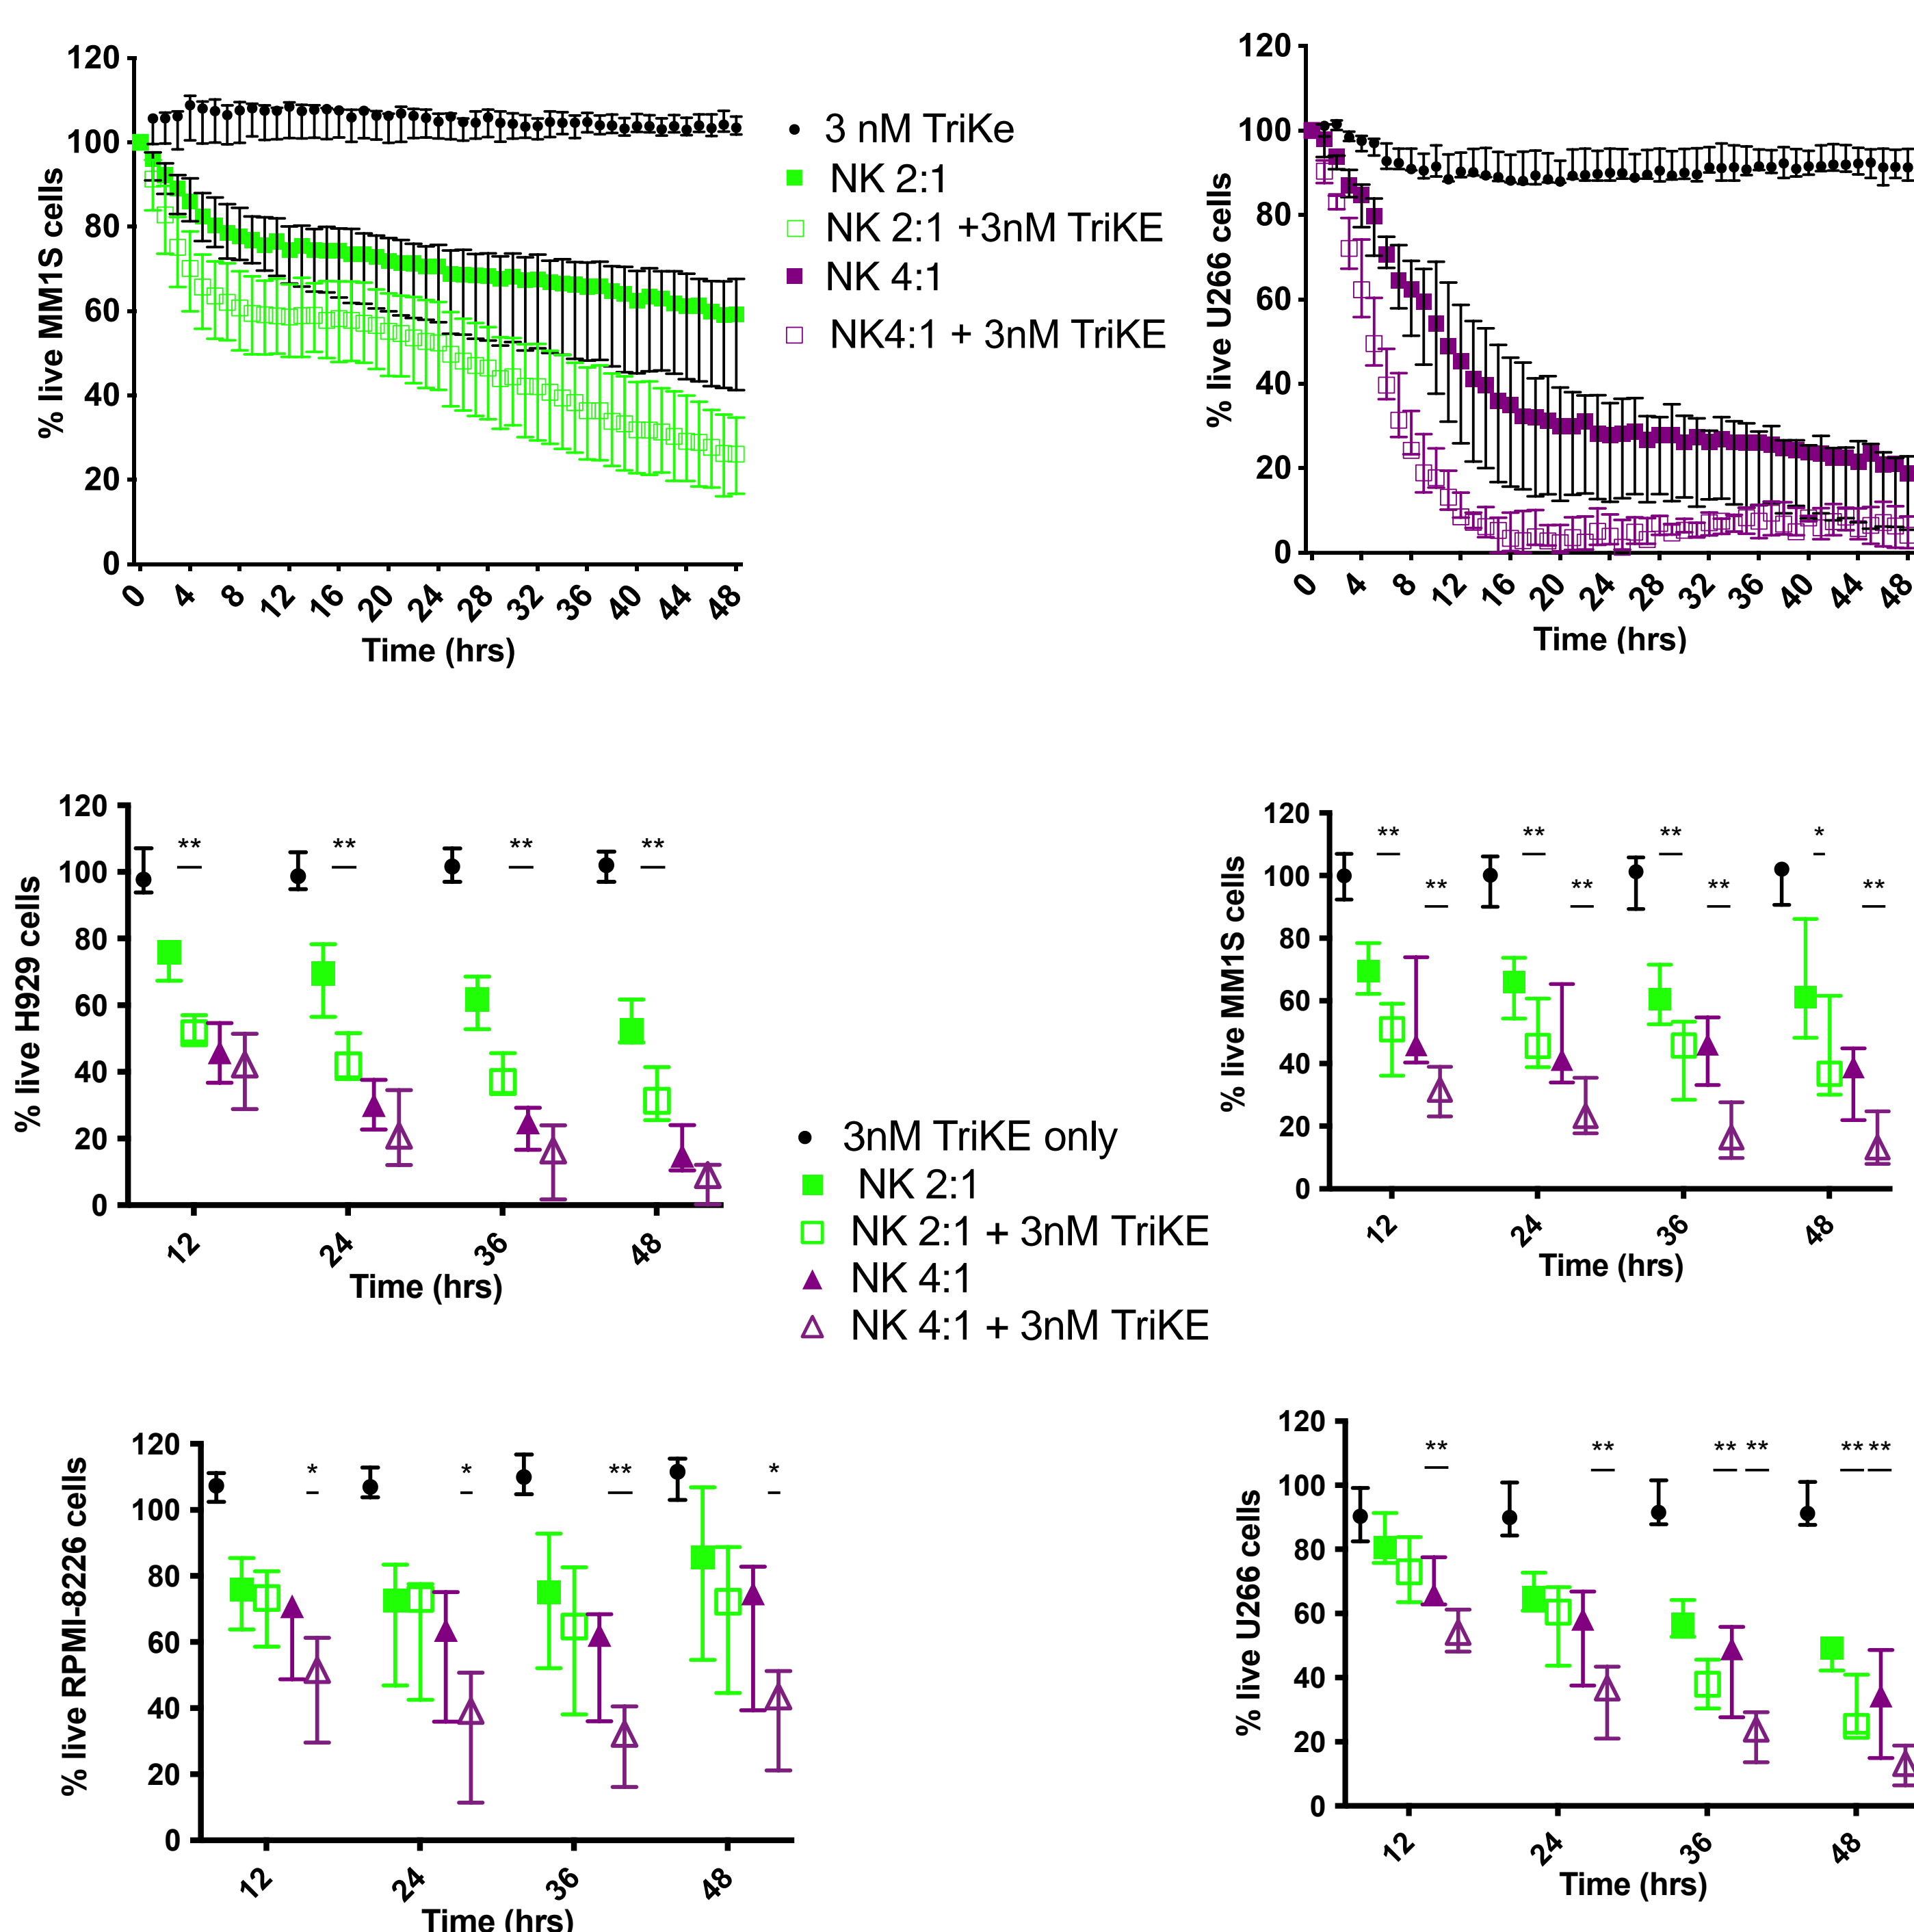 120
100
80
60
40
20
0
% live MM1S cells
0 4 8 12 16 20 24 28 32 36 40 44 48
Time (hrs)
3 nM TriKe
NK 2:1
NK 2:1 +3nM TriKE
NK 4:1
NK4:1 + 3nM TriKE
120
100
80
60
40
20
0
% live U266 cells
0 4 8 12 16 20 24 28 32 36 40 44 48
Time (hrs)
120
100
80
60
40
20
0
% live H929 cells
** ** ** **
12 24 36 48
Time (hrs)
3nM TriKE only
NK 2:1
NK 2:1 + 3nM TriKE
NK 4:1
NK 4:1 + 3nM TriKE
120
100
80
60
40
20
0
% live MM1S cells
** ** ** *
** ** ** **
12 24 36 48
Time (hrs)
120
100
80
60
40
20
0
% live RPMI-8226 cells
* * ** *
12 24 36 48
Time (hrs)
120
100
80
60
40
20
0
% live U266 cells
** ** ** ** ** **
12 24 36 48
Time (hrs)